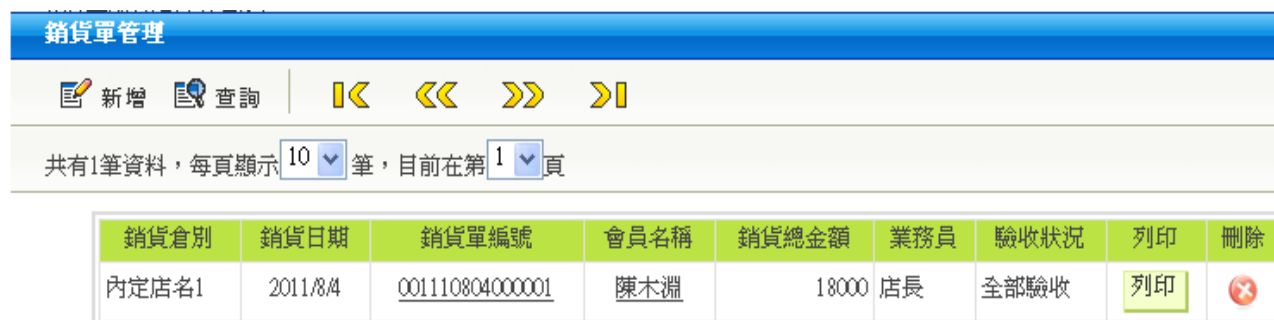 銷貨單管理
新增 查詢
共有1筆資料，每頁顯示 10 筆，目前在第 1 頁
銷貨倉別 銷貨日期 銷貨單編號 會員名稱 銷貨總金額 業務員 驗收狀況 列印 刪除
內定店名1 2011/8/4 001110804000001 陳木淵 18000 店長 全部驗收 列印